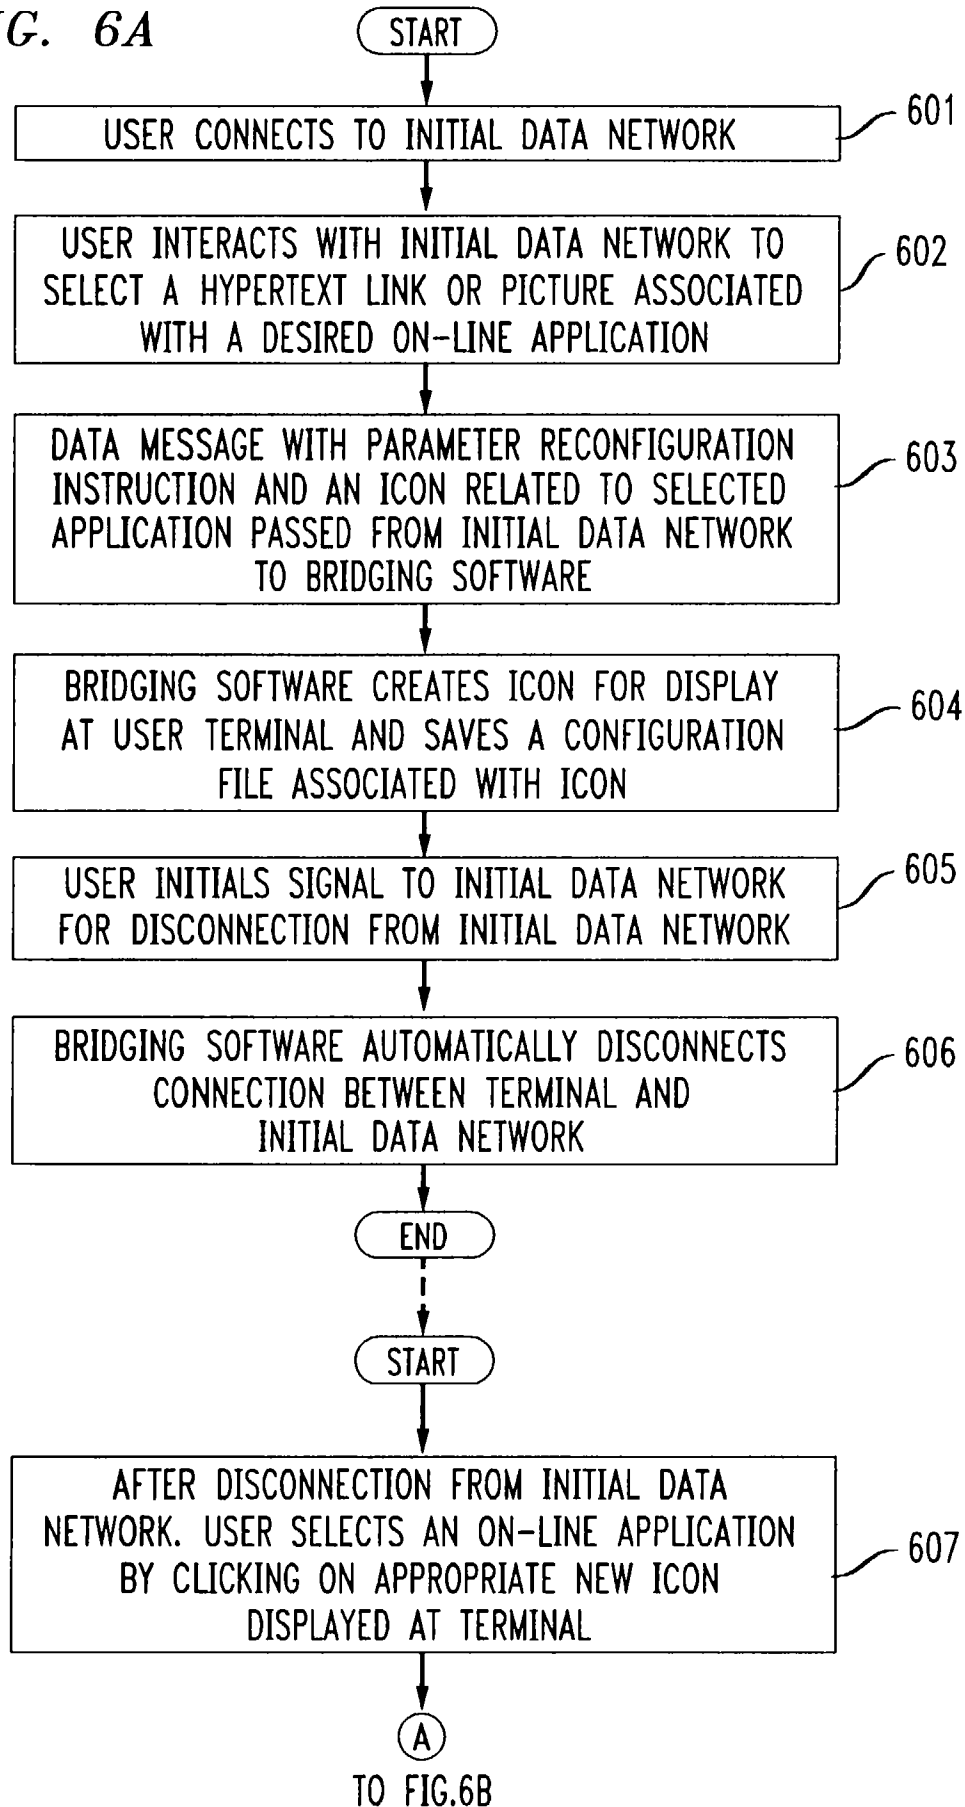 G. 6A
START
USER CONNECTS TO INITIAL DATA NETWORK
601
USER INTERACTS WITH INITIAL DATA NETWORK TO
SELECT A HYPERTEXT LINK OR PICTURE ASSOCIATED
WITH A DESIRED ON-LINE APPLICATION
602
DATA MESSAGE WITH PARAMETER RECONFIGURATION
INSTRUCTION AND AN ICON RELATED TO SELECTED
APPLICATION PASSED FROM INITIAL DATA NETWORK
TO BRIDGING SOFTWARE
603
BRIDGING SOFTWARE CREATES ICON FOR DISPLAY
AT USER TERMINAL AND SAVES A CONFIGURATION
FILE ASSOCIATED WITH ICON
604
USER INITIALS SIGNAL TO INITIAL DATA NETWORK
FOR DISCONNECTION FROM INITIAL DATA NETWORK
605
BRIDGING SOFTWARE AUTOMATICALLY DISCONNECTS
CONNECTION BETWEEN TERMINAL AND
INITIAL DATA NETWORK
606
END
START
AFTER DISCONNECTION FROM INITIAL DATA
NETWORK. USER SELECTS AN ON-LINE APPLICATION
BY CLICKING ON APPROPRIATE NEW ICON
DISPLAYED AT TERMINAL
607
A
TO FIG.6B